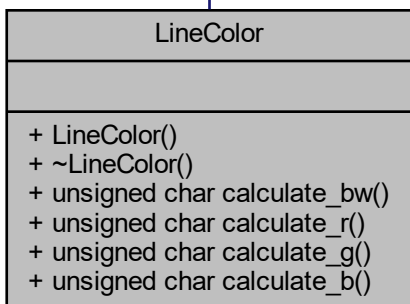 LineColor
+ LineColor()
+ ~LineColor()
+ unsigned char calculate_bw()
+ unsigned char calculate_r()
+ unsigned char calculate_g()
+ unsigned char calculate_b()